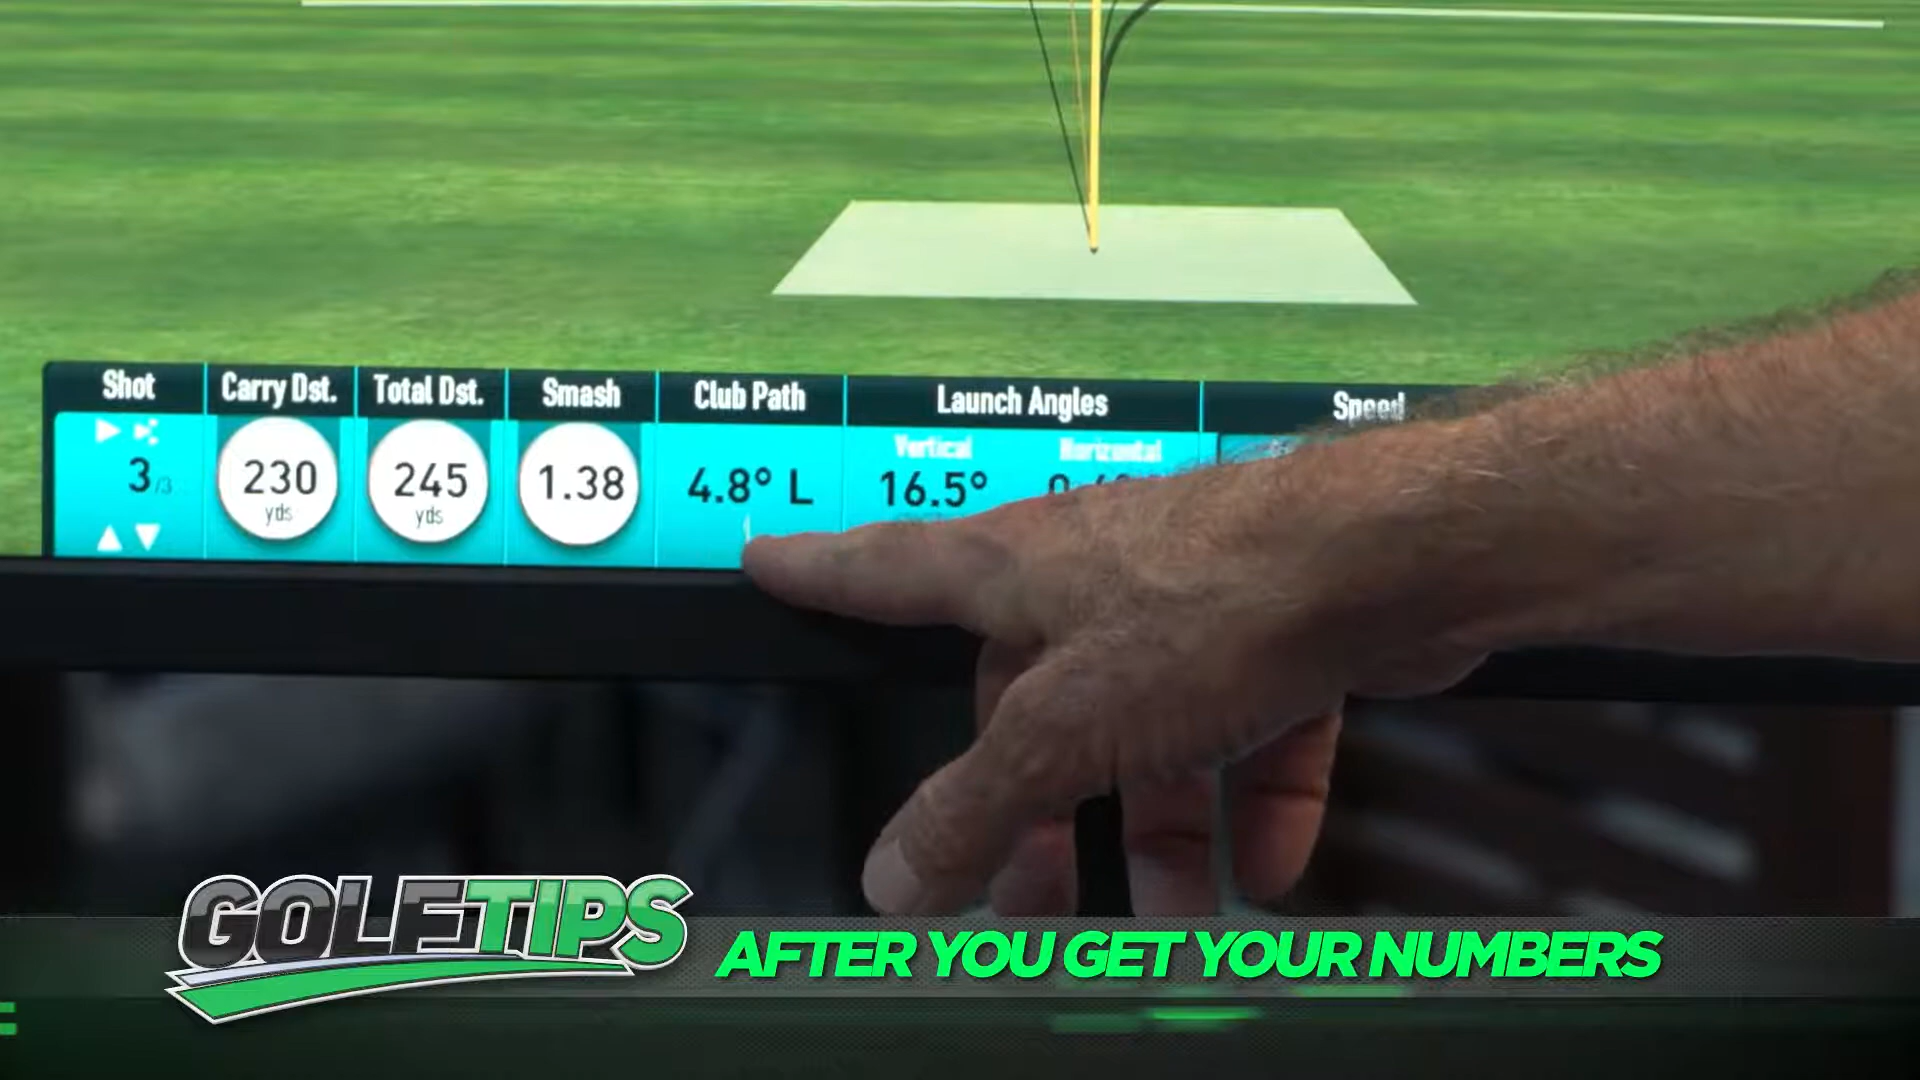 Shot Carry Dst. Total Dst. Smash Club Path Launch Angles Speed
Vertical Horizontal
3/3 230 245 1.38 4.8° L 16.5°
yds yds
GOLFTIPS AFTER YOU GET YOUR NUMBERS